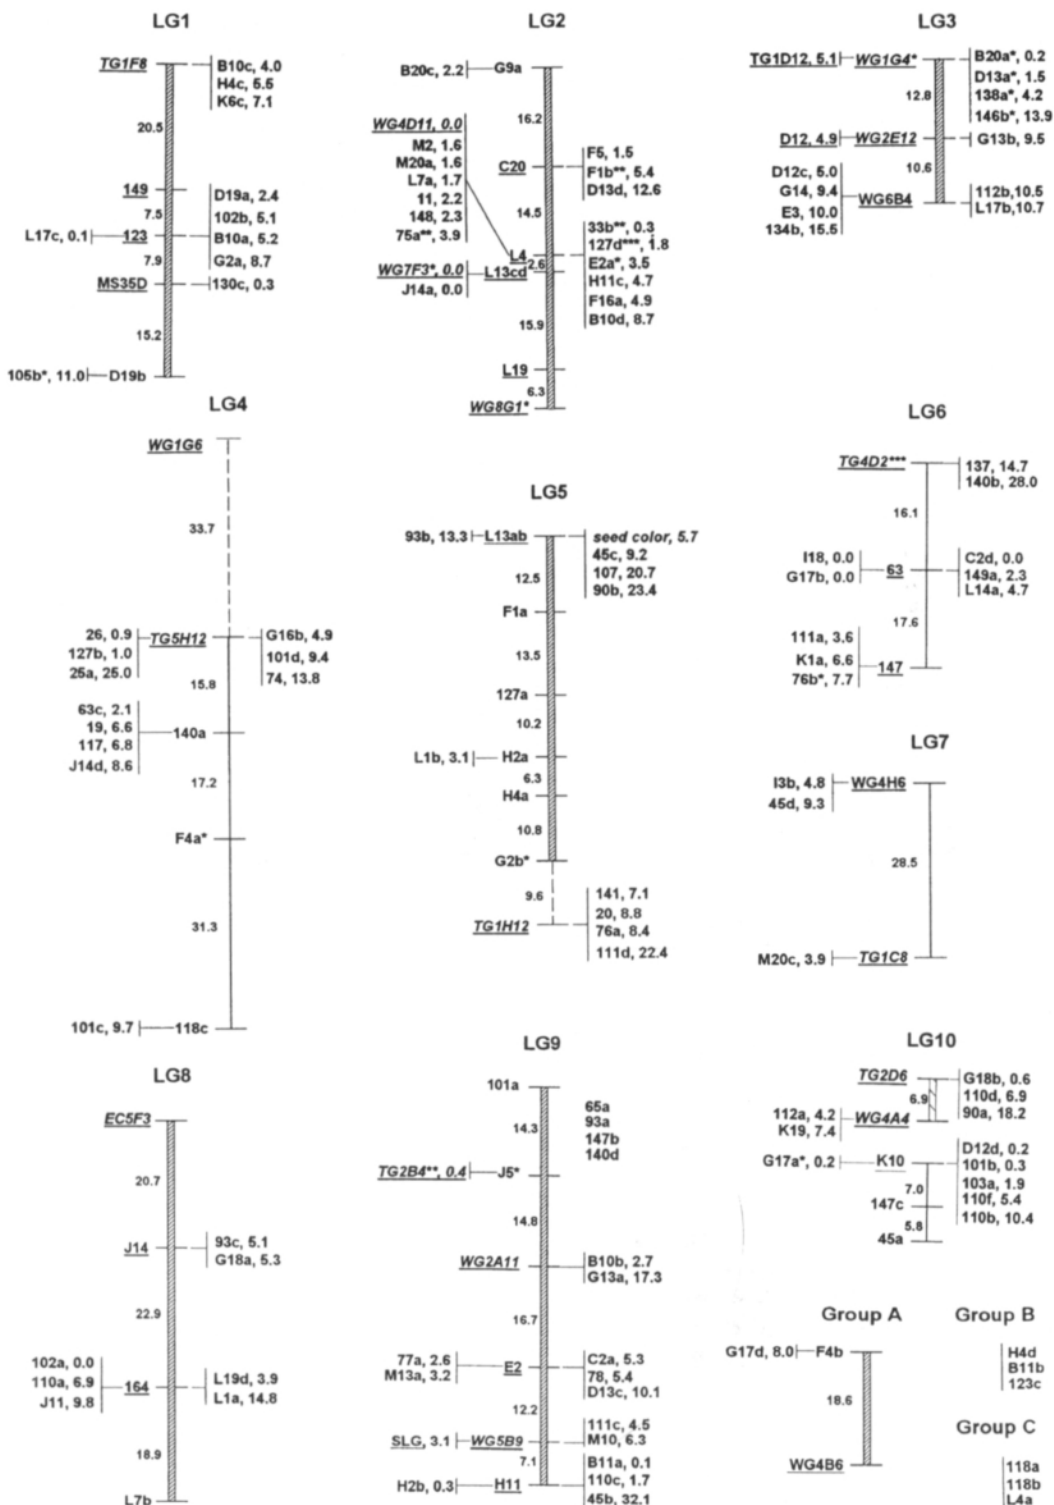 LG1
TG1F8
B10c, 4.0
H4c, 5.5
K6c, 7.1
20.5
149
D19a, 2.4
7.5
102b, 5.1
L17c, 0.1
123
B10a, 5.2
7.9
G2a, 8.7
MS35D
130c, 0.3
15.2
105b*, 11.0
D19b
LG2
B20c, 2.2
G9a
16.2
WG4D11, 0.0
M2, 1.6
M20a, 1.6
L7a, 1.7
11, 2.2
148, 2.3
75a**, 3.9
C20
F5, 1.5
F1b**, 5.4
D13d, 12.6
14.5
33b**, 0.3
127d***, 1.8
L4
E2a*, 3.5
2.6
H11c, 4.7
WG7F3*, 0.0
L13cd
J14a, 0.0
F16a, 4.9
B10d, 8.7
15.9
L19
6.3
WG8G1*
LG3
TG1D12, 5.1
WG1G4*
B20a*, 0.2
D13a*, 1.5
138a*, 4.2
146b*, 13.9
12.8
D12, 4.9
WG2E12
G13b, 9.5
10.6
D12c, 5.0
G14, 9.4
E3, 10.0
134b, 15.5
WG6B4
112b, 10.5
L17b, 10.7
LG4
WG1G6
33.7
26, 0.9
127b, 1.0
25a, 25.0
TG5H12
G16b, 4.9
101d, 9.4
74, 13.8
15.8
63c, 2.1
19, 6.6
117, 6.8
J14d, 8.6
140a
17.2
F4a*
31.3
101c, 9.7
118c
LG5
93b, 13.3
L13ab
seed color, 5.7
45c, 9.2
107, 20.7
90b, 23.4
12.5
F1a
13.5
127a
10.2
L1b, 3.1
H2a
6.3
H4a
10.8
G2b*
9.6
TG1H12
141, 7.1
20, 8.8
76a, 8.4
111d, 22.4
LG6
TG4D2***
137, 14.7
140b, 28.0
16.1
I18, 0.0
G17b, 0.0
63
C2d, 0.0
149a, 2.3
L14a, 4.7
17.6
111a, 3.6
K1a, 6.6
76b*, 7.7
147
LG7
I3b, 4.8
45d, 9.3
WG4H6
28.5
M20c, 3.9
TG1C8
LG8
EC5F3
20.7
J14
93c, 5.1
G18a, 5.3
22.9
102a, 0.0
110a, 6.9
J11, 9.8
164
L19d, 3.9
L1a, 14.8
18.9
L7b
LG9
101a
65a
93a
147b
140d
14.3
TG2B4**, 0.4
J5*
14.8
WG2A11
B10b, 2.7
G13a, 17.3
16.7
77a, 2.6
M13a, 3.2
E2
C2a, 5.3
78, 5.4
D13c, 10.1
12.2
SLG, 3.1
WG5B9
111c, 4.5
M10, 6.3
7.1
B11a, 0.1
110c, 1.7
45b, 32.1
H2b, 0.3
H11
LG10
TG2D6
G18b, 0.6
110d, 6.9
90a, 18.2
6.9
112a, 4.2
K19, 7.4
WG4A4
G17a*, 0.2
K10
D12d, 0.2
101b, 0.3
103a, 1.9
110f, 5.4
110b, 10.4
7.0
147c
5.8
45a
Group A
G17d, 8.0
F4b
18.6
WG4B6
Group B
H4d
B11b
123c
Group C
118a
118b
L4a